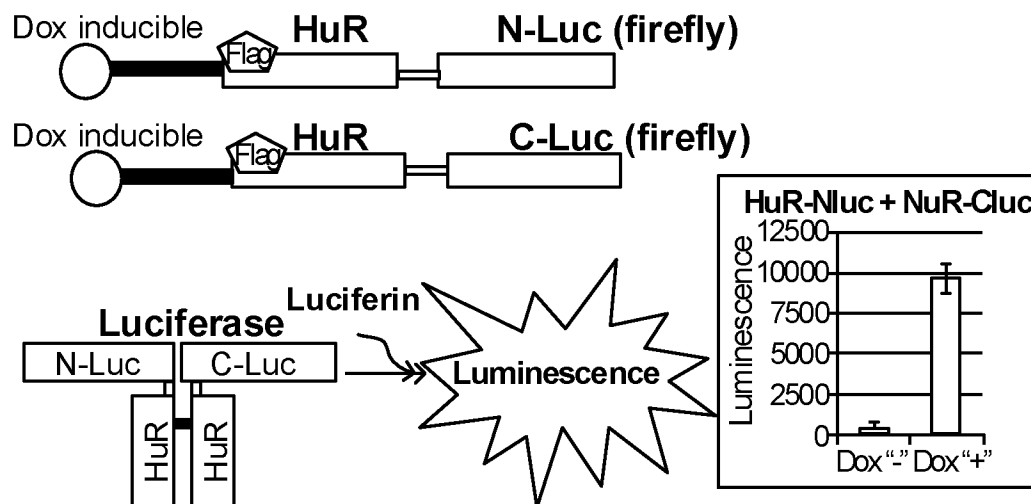 Dox inducible
Flag
HuR
N-Luc (firefly)
Dox inducible
Flag
HuR
C-Luc (firefly)
Luciferase
N-Luc
C-Luc
HuR
HuR
Luciferin
Luminescence
HuR-Nluc + NuR-Cluc
Luminescence
12500
10000
7500
5000
2500
0
Dox “-” Dox “+”